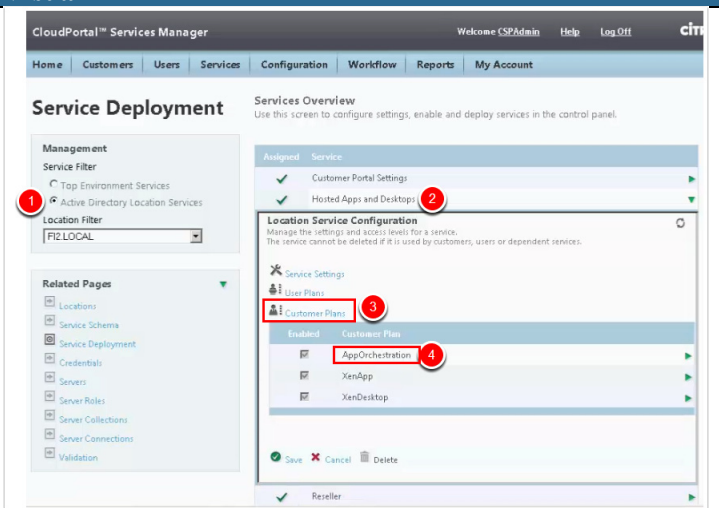 CloudPortal™ Services Manager
Welcome CSPAdmin Help Log Off
Home Customers Users Services Configuration Workflow Reports My Account
Service Deployment
Services Overview
Use this screen to configure settings, enable and deploy services in the control panel.
Management
Service Filter
Top Environment Services
1
Active Directory Location Services
Location Filter
FI2.LOCAL
Related Pages
Locations
Service Schema
Service Deployment
Credentials
Servers
Server Roles
Server Collections
Server Connections
Validation
Assigned Service
Customer Portal Settings
Hosted Apps and Desktops 2
Location Service Configuration
Manage the settings and access levels for a service.
The service cannot be deleted if it is used by customers, users or dependent services.
Service Settings
User Plans
Customer Plans 3
Enabled Customer Plan
AppOrchestration 4
XenApp
XenDesktop
Save Cancel Delete
Reseller